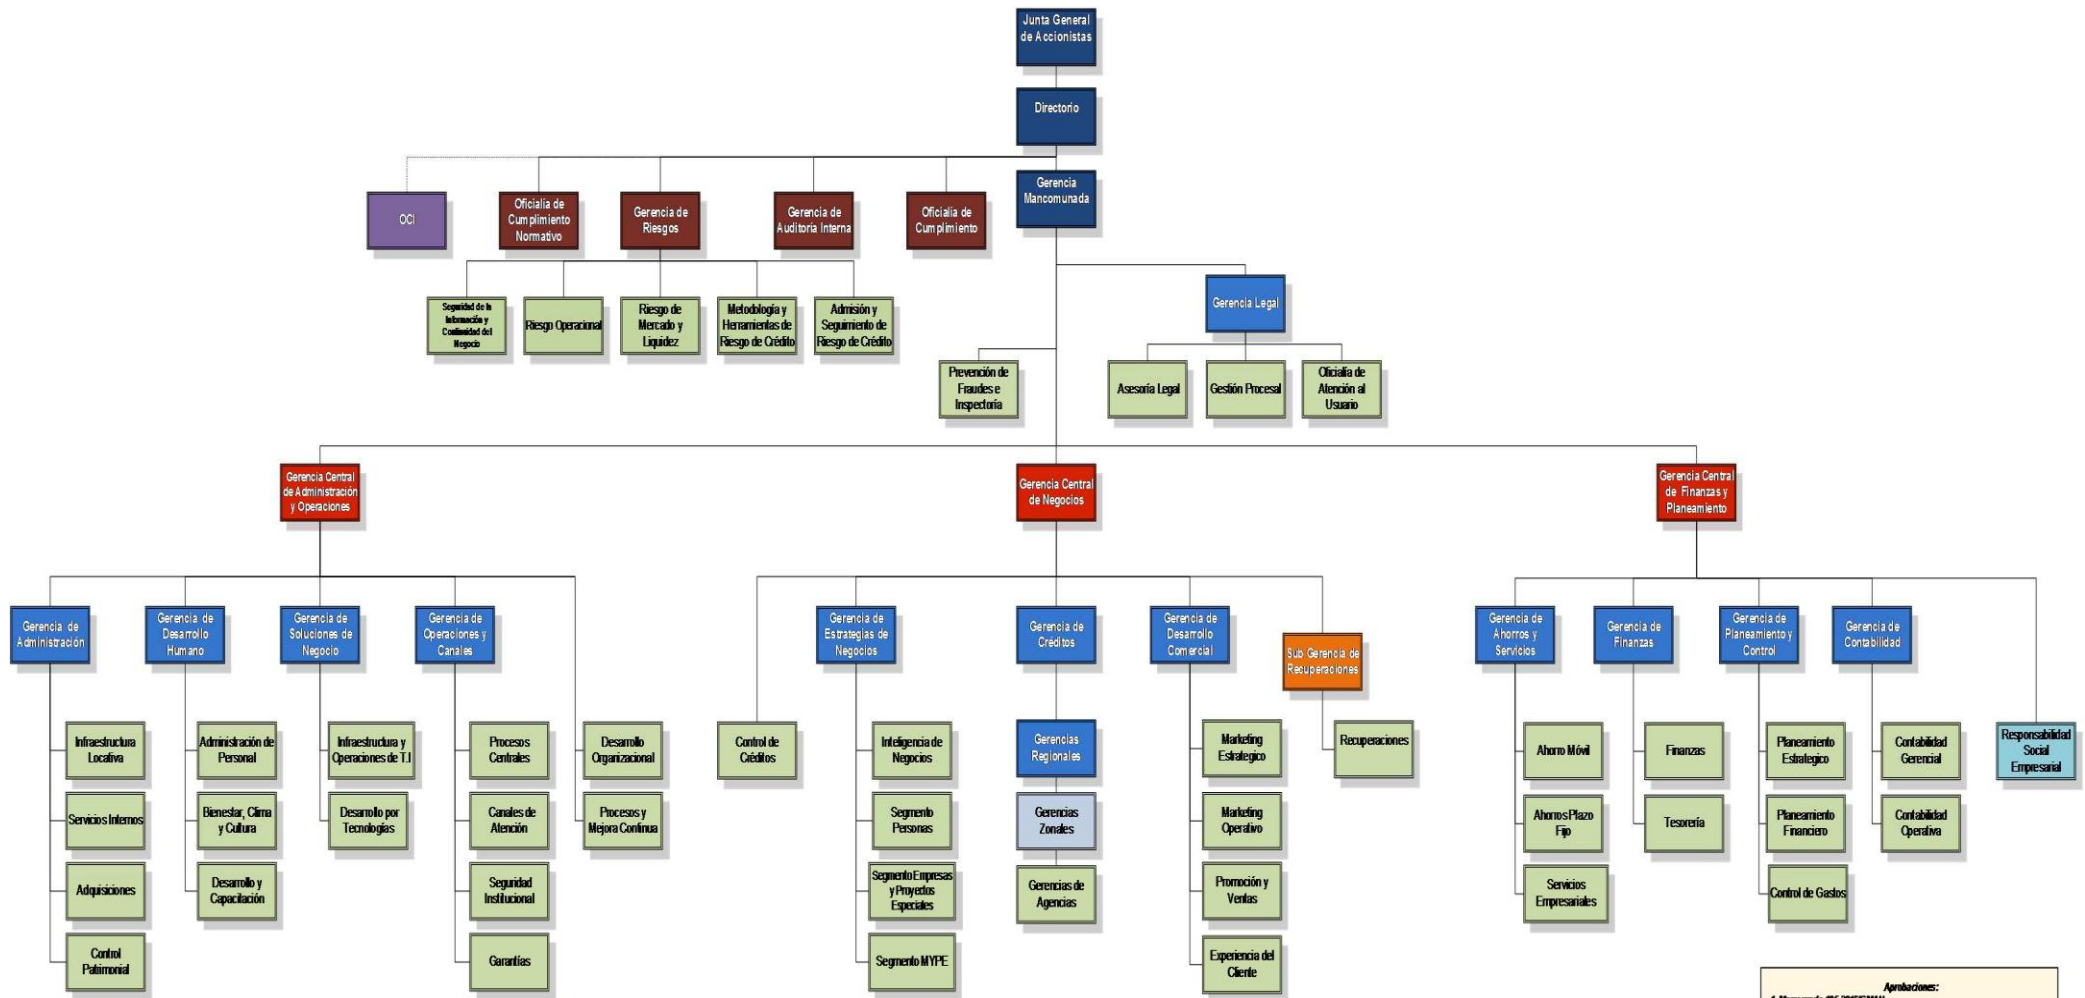 Junta General
de Accionistas
Directorio
Gerencia
Mancomunada
OCI
Oficialía de
Cumplimiento
Normativo
Gerencia de
Riesgos
Gerencia de
Auditoría Interna
Oficialía de
Cumplimiento
Seguridad de la
Información y
Continuidad del
Negocio
Riesgo Operacional
Riesgo de
Mercado y
Liquidez
Metodología y
Herramientas de
Riesgo de Crédito
Admisión y
Seguimiento de
Riesgo de Crédito
Gerencia Legal
Prevención de
Fraudes e
Inspectoría
Asesoría Legal
Gestión Procesal
Oficialía de
Atención al
Usuario
Gerencia Central
de Administración
y Operaciones
Gerencia Central
de Negocios
Gerencia Central
de Finanzas y
Planeamiento
Gerencia de
Administración
Gerencia de
Desarrollo
Humano
Gerencia de
Soluciones de
Negocio
Gerencia de
Operaciones y
Canales
Gerencia de
Estrategias de
Negocios
Gerencia de
Créditos
Gerencia de
Desarrollo
Comercial
Sub Gerencia de
Recuperaciones
Gerencia de
Ahorros y
Servicios
Gerencia de
Finanzas
Gerencia de
Planeamiento y
Control
Gerencia de
Contabilidad
Infraestructura
Locativa
Administración de
Personal
Infraestructura y
Operaciones de T.I
Procesos
Centrales
Desarrollo
Organizacional
Control de
Créditos
Inteligencia de
Negocios
Gerencias
Regionales
Marketing
Estrategico
Recuperaciones
Ahorro Móvil
Finanzas
Planeamiento
Estrategico
Contabilidad
Gerencial
Responsabilidad
Social
Empresarial
Servicios Internos
Bienestar, Clima
y Cultura
Desarrollo por
Tecnologías
Canales de
Atención
Procesos y
Mejora Continua
Segmento
Personas
Gerencias
Zonales
Marketing
Operativo
Ahorros Plazo
Fijo
Tesorería
Planeamiento
Financiero
Contabilidad
Operativa
Adquisiciones
Desarrollo y
Capacitación
Seguridad
Institucional
Segmento Empresas
y Proyectos
Especiales
Gerencias de
Agencias
Promoción y
Ventas
Servicios
Empresariales
Control de Gastos
Control
Patrimonial
Garantías
Segmento MYPE
Experiencia del
Cliente
Aprobaciones: